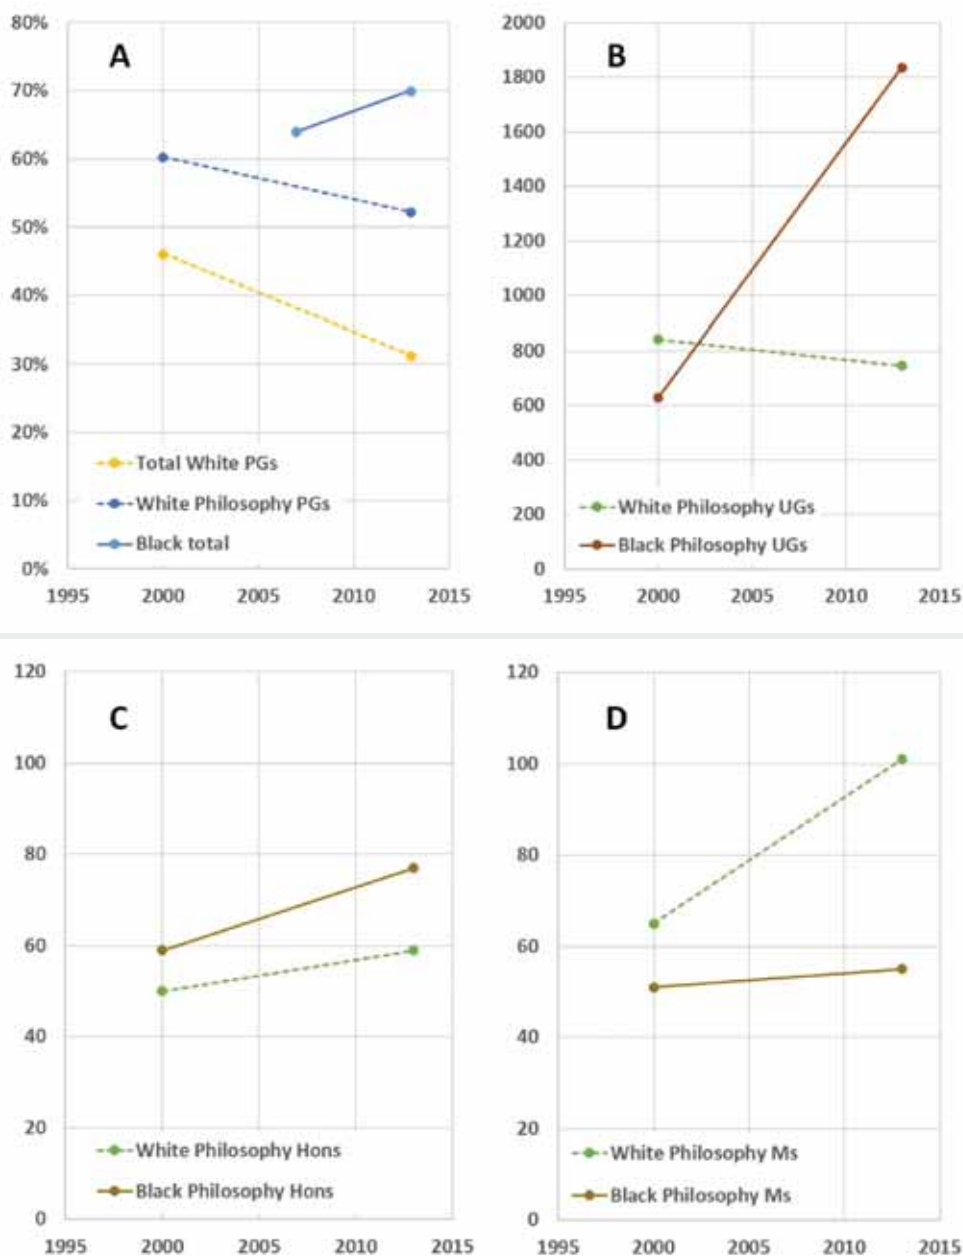 80%
A
70%
60%
50%
40%
30%
20%
Total White PGs
10%
White Philosophy PGs
Black total
0%
1995 2000 2005 2010 2015
2000
B
1800
1600
1400
1200
1000
800
600
400
200
White Philosophy UGs
Black Philosophy UGs
0
1995 2000 2005 2010 2015
120
C
100
80
60
40
20
White Philosophy Hons
Black Philosophy Hons
0
1995 2000 2005 2010 2015
120
D
100
80
60
40
20
White Philosophy Ms
Black Philosophy Ms
0
1995 2000 2005 2010 2015